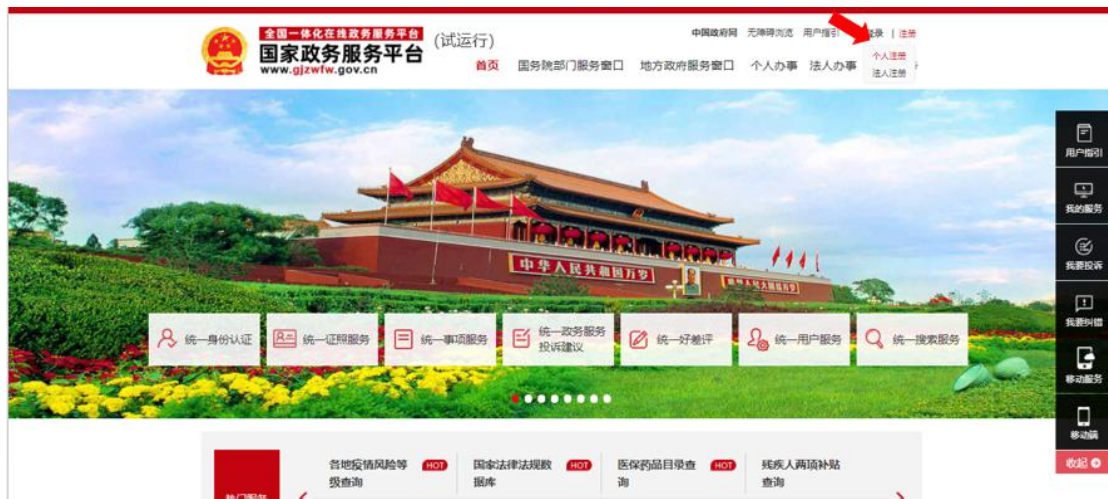 全国一体化在线政务服务平台
国家政务服务平台
www.gjzwfw.gov.cn
(试运行)
中国政府网 无障碍浏览 用户指引 登录 | 注册
个人注册
法人注册
首页 国务院部门服务窗口 地方政府服务窗口 个人办事 法人办事
中华人民共和国万岁
世界人民大团结万岁
用户指引
我的服务
我要投诉
我要纠错
移动服务
移动端
收起
统一身份认证
统一证照服务
统一事项服务
统一政务服务
投诉建议
统一好差评
统一用户服务
统一搜索服务
热门服务
各地疫情风险等 HOT
级查询
国家法律法规数 HOT
据库
医保药品目录查 HOT
询
残疾人两项补贴
查询